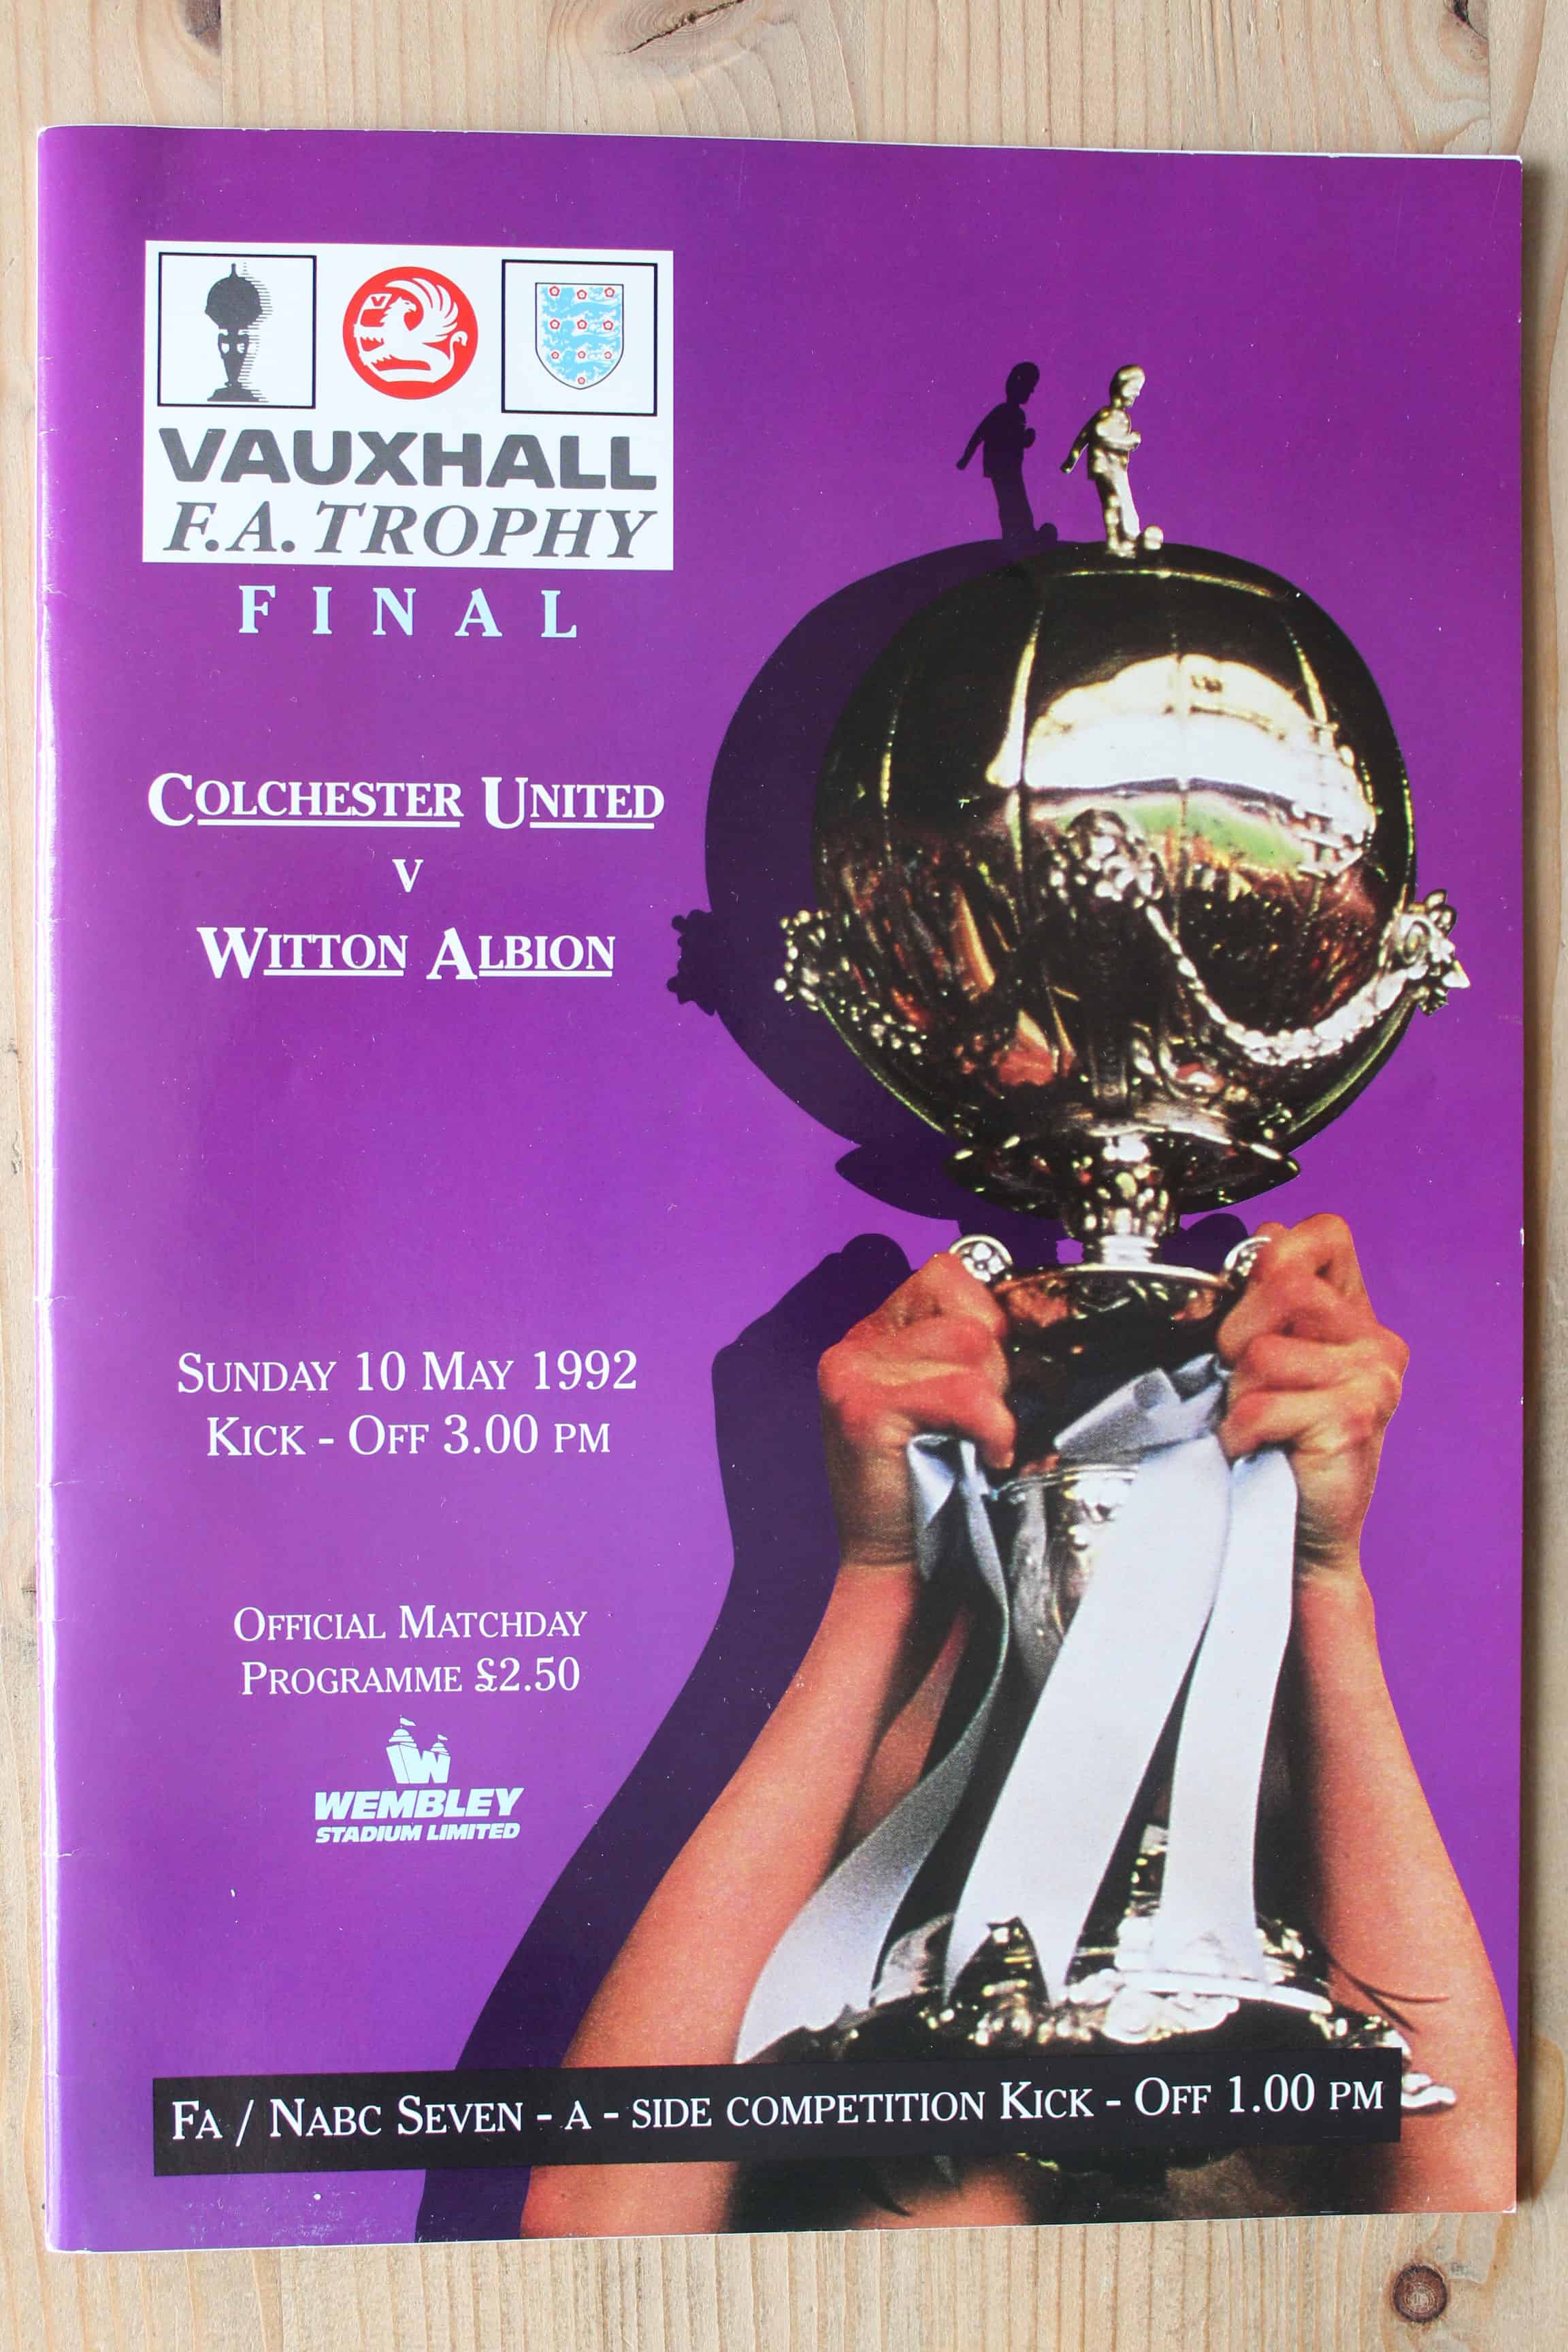 V
VAUXHALL
F.A. TROPHY
FINAL
COLCHESTER UNITED
V
WITTON ALBION
SUNDAY 10 MAY 1992
KICK - OFF 3.00 PM
OFFICIAL MATCHDAY
PROGRAMME £2.50
W
WEMBLEY
STADIUM LIMITED
FA / NABC SEVEN - A - SIDE COMPETITION KICK - OFF 1.00 PM